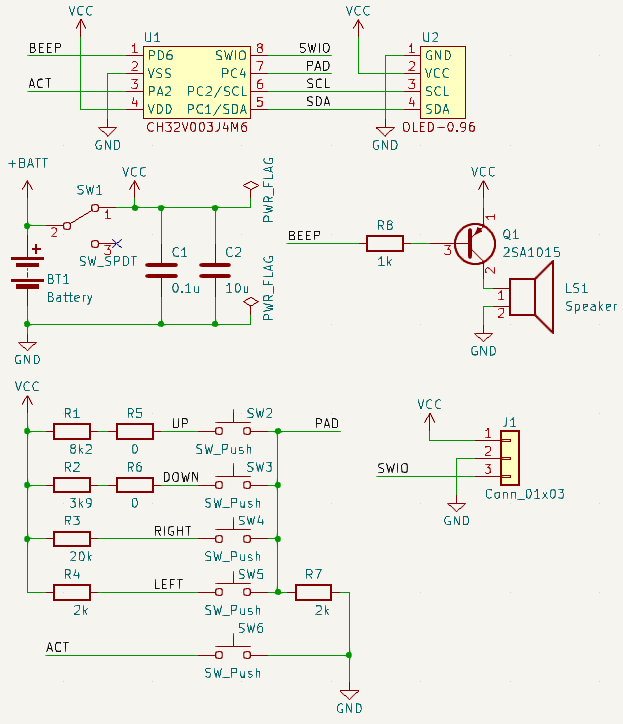 VCC
U1
BEEP 1 PD6 SWIO 8 SWIO
2 VSS PC4 7 PAD
ACT 3 PA2 PC2/SCL 6 SCL
4 VDD PC1/SDA 5 SDA
CH32V003J4M6
GND
VCC
U2
1 GND
2 VCC
3 SCL
4 SDA
OLED-0.96
GND
+BATT
SW1
VCC
PWR_FLAG
2
1
3
SW_SPDT
+
BT1
Battery
C1
0.1u
C2
10u
PWR_FLAG
GND
VCC
BEEP
R8
1k
1
3
2
Q1
2SA1015
LS1
Speaker
1
2
GND
VCC
R1
8k2
R5
0
UP
SW2
SW_Push
PAD
R2
3k9
R6
0
DOWN
SW3
SW_Push
R3
20k
RIGHT
SW4
SW_Push
R4
2k
LEFT
SW5
SW_Push
R7
2k
ACT
SW6
SW_Push
GND
VCC
J1
1
2
SWIO
3
Conn_01x03
GND